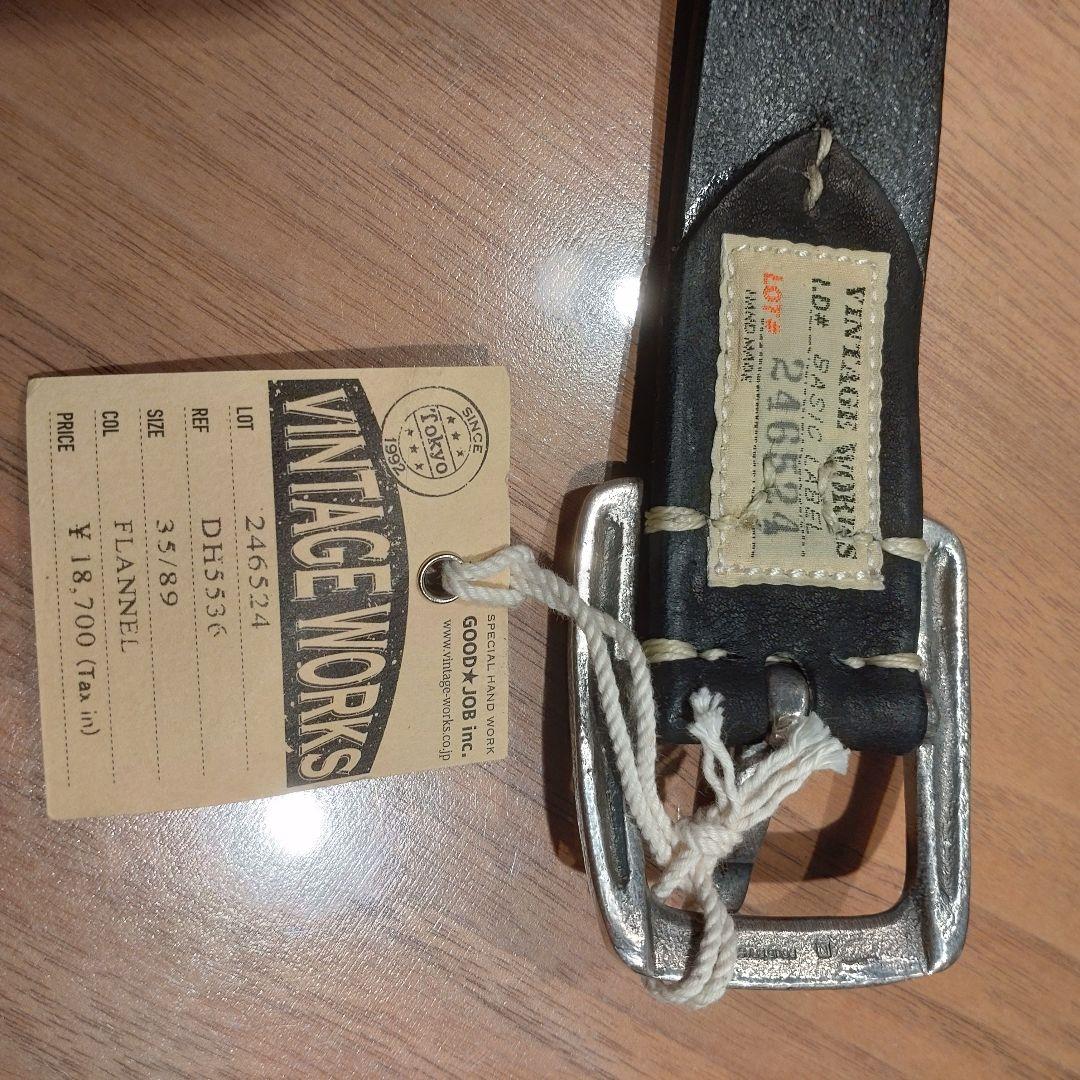 SPECIAL HAND WORK
GOOD★JOB inc.
www.vintage-works.co.jp
SINCE
Tokyo
1992
VINTAGE WORKS
LOT 246524
REF DH5536
SIZE 35/89
COL FLANNEL
PRICE ¥ 18,700 (Tax in)
VINTAGE WORKS
I.D# BASIC LABEL
LOT# 246524
HAND MADE